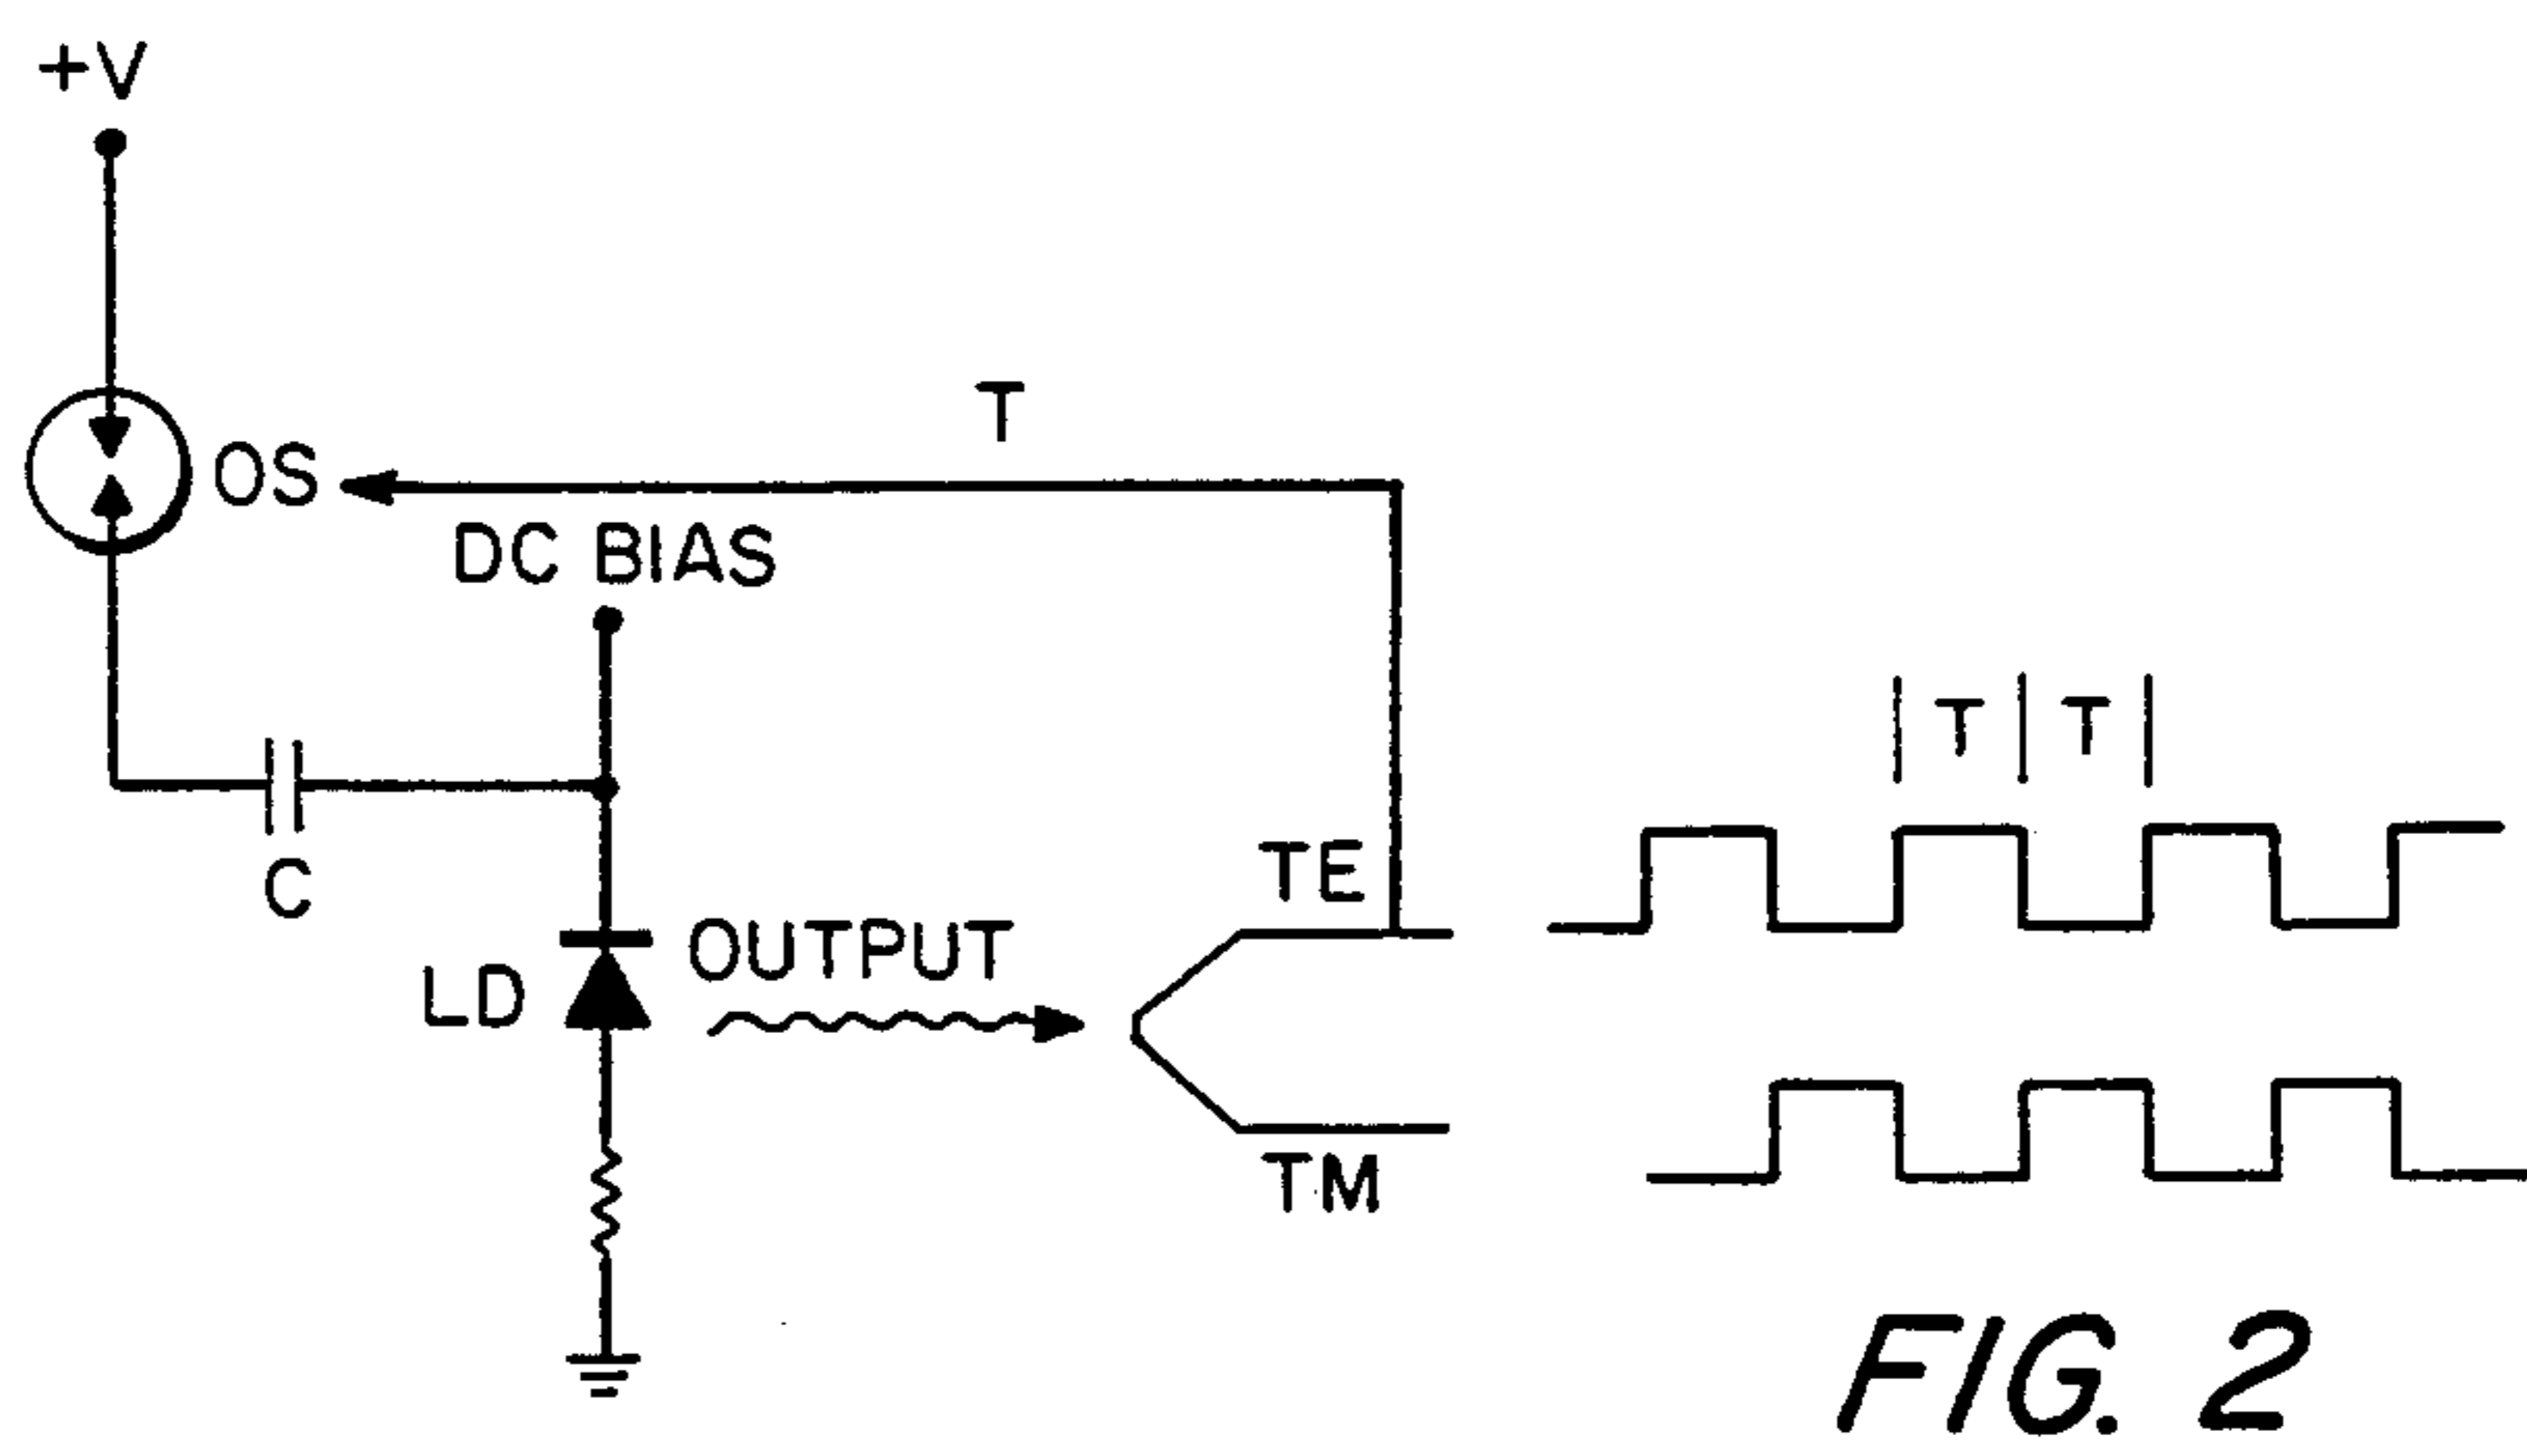 +V
T
OS
DC BIAS
T T
C
TE
LD
OUTPUT
TM
FIG. 2